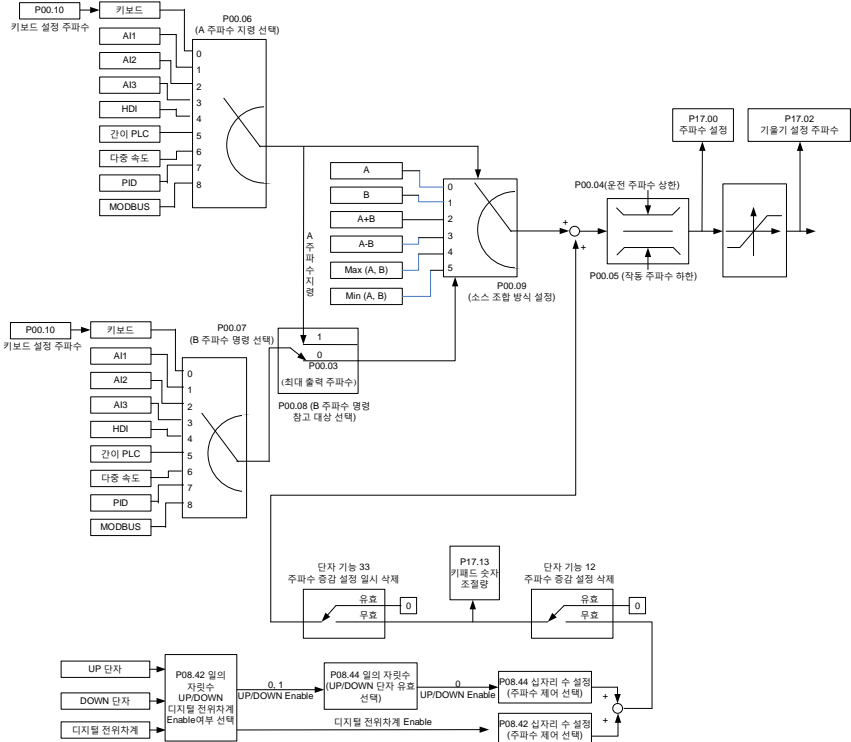 P00.10
키보드 설정 주파수
키보드
AI1
AI2
AI3
HDI
간이 PLC
다중 속도
PID
MODBUS
P00.06
(A 주파수 지령 선택)
0
1
2
3
4
5
6
7
8
A 주파수 지령
A
B
A+B
A-B
Max (A, B)
Min (A, B)
0
1
2
3
4
5
P00.09
(소스 조합 방식 설정)
+
+
P00.04(운전 주파수 상한)
P00.05 (작동 주파수 하한)
P17.00
주파수 설정
P17.02
기울기 설정 주파수
P00.10
키보드 설정 주파수
키보드
AI1
AI2
AI3
HDI
간이 PLC
다중 속도
PID
MODBUS
P00.07
(B 주파수 명령 선택)
0
1
2
3
4
5
6
7
8
1
0
P00.03
(최대 출력 주파수)
P00.08 (B 주파수 명령
참고 대상 선택)
단자 기능 33
주파수 증감 설정 일시 삭제
유효
무효
0
P17.13
키패드 숫자
조절량
단자 기능 12
주파수 증감 설정 삭제
유효
무효
0
UP 단자
DOWN 단자
디지털 전위차계
P08.42 일의
자릿수
UP/DOWN
디지털 전위차계
Enable여부 선택
0, 1
UP/DOWN Enable
P08.44 일의 자릿수
(UP/DOWN 단자 유효
선택)
0
UP/DOWN Enable
P08.44 십자리 수 설정
(주파수 제어 선택)
디지털 전위차계 Enable
P08.42 십자리 수 설정
(주파수 제어 선택)
+
+